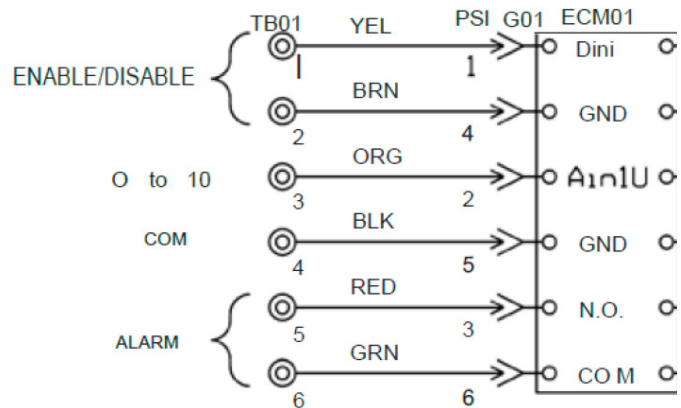 TB01 YEL PSI G01 ECM01
1 1 Dini
ENABLE/DISABLE
BRN
2 4 GND
ORG
O to 10 3 2 Ain1U
BLK
COM 4 5 GND
RED
5 3 N.O.
ALARM
GRN
6 6 CO M